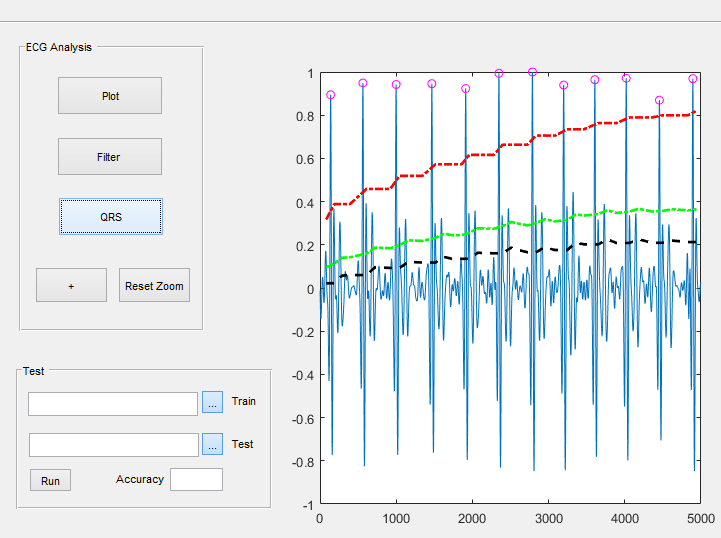 ECG Analysis
Plot
Filter
QRS
+
Reset Zoom
Test
...
Train
...
Test
Run
Accuracy
1
0.8
0.6
0.4
0.2
0
-0.2
-0.4
-0.6
-0.8
-1
0 1000 2000 3000 4000 5000